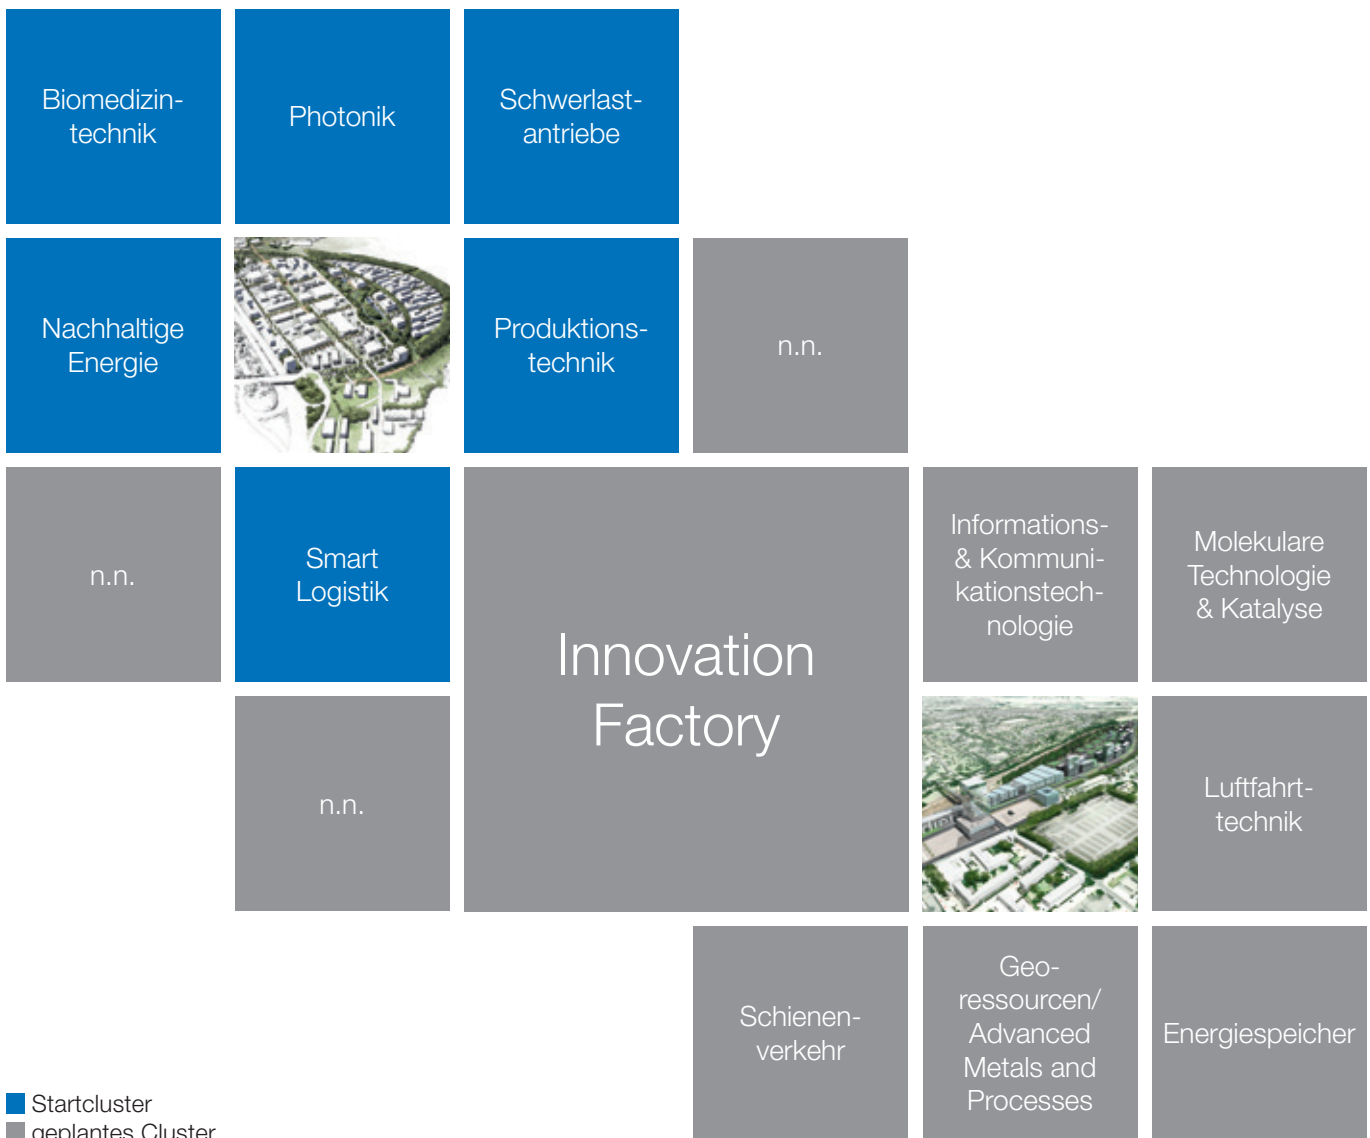 Biomedizin-
technik
Photonik
Schwerlast-
antriebe
Nachhaltige
Energie
Produktions-
technik
n.n.
n.n.
Smart
Logistik
Innovation
Factory
Informations-
& Kommuni-
kationstech-
nologie
Molekulare
Technologie
& Katalyse
n.n.
Luftfahrt-
technik
Schienen-
verkehr
Geo-
ressourcen/
Advanced
Metals and
Processes
Energiespeicher
Startcluster
geplantes Cluster